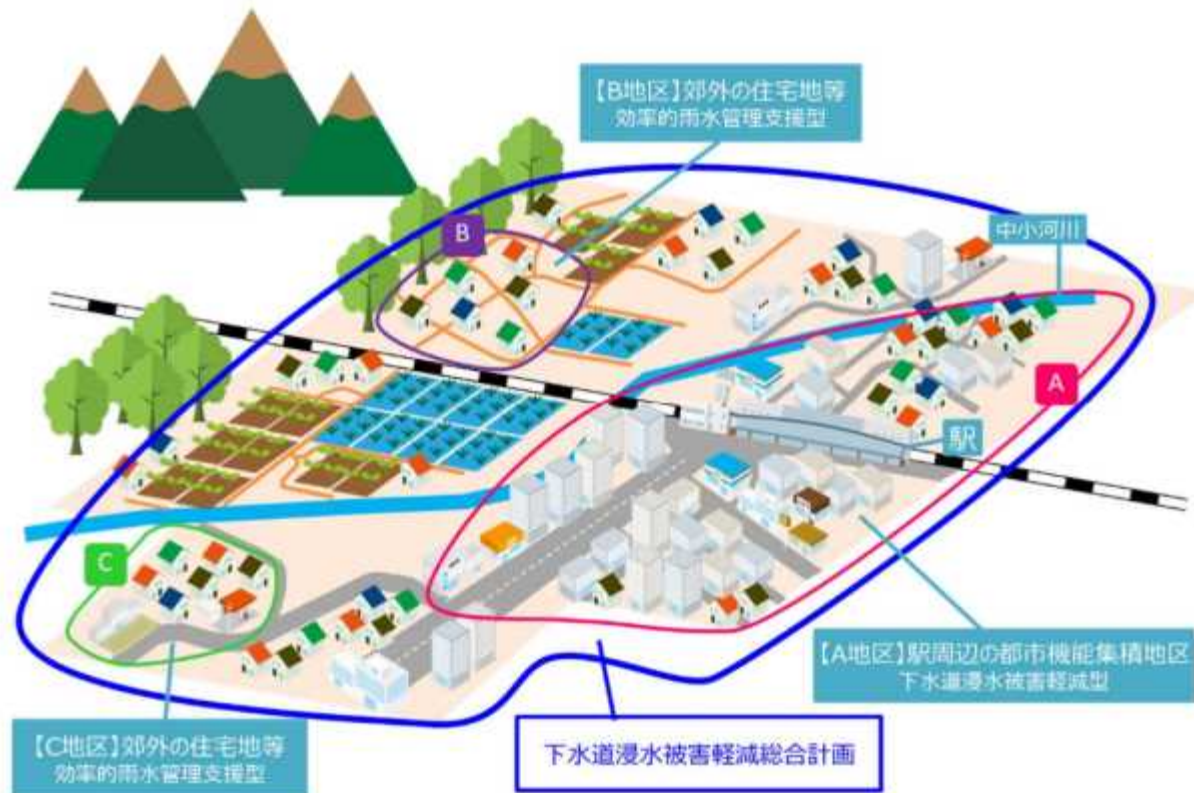 【B地区】郊外の住宅地等
効率的雨水管理支援型
B
中小河川
A
駅
C
【A地区】駅周辺の都市機能集積地区
下水道浸水被害軽減型
【C地区】郊外の住宅地等
効率的雨水管理支援型
下水道浸水被害軽減総合計画